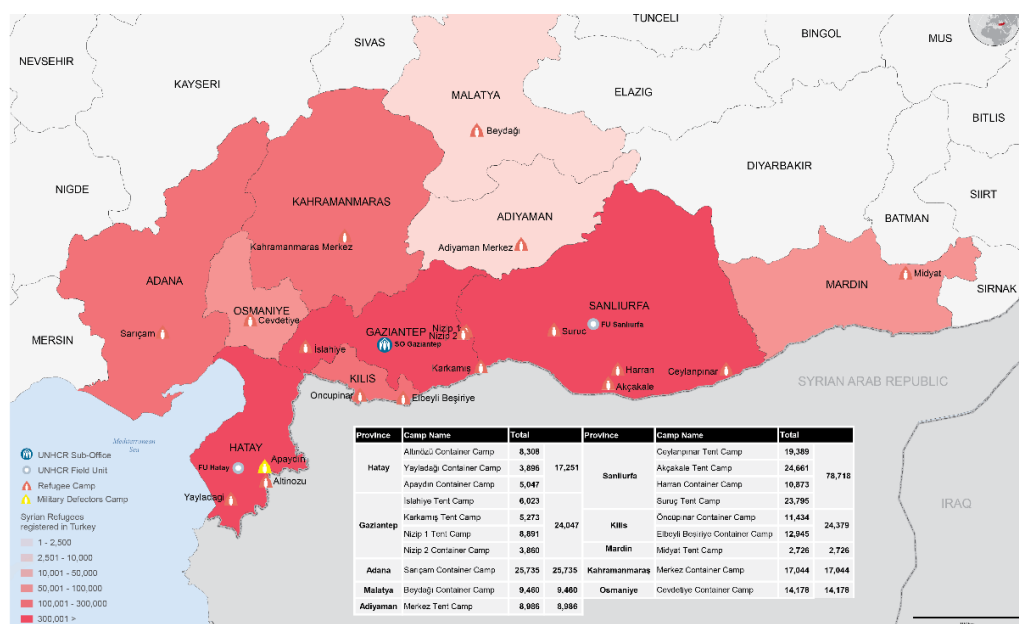 TUNCELI
BINGOL
MUS
SIVAS
NEVSEHIR
KAYSERI
ELAZIG
MALATYA
Beydağı
BITLIS
DIYARBAKIR
NIGDE
SIIRT
KAHRAMANMARAS
ADIYAMAN
BATMAN
Kahramanmaras Merkez
Adiyaman Merkez
Midyat
ADANA
MARDIN
SIRNAK
SANLIURFA
OSMANIYE
Cevdetiye
FU Sanlıurfa
Suruc
MERSIN
Sarıçam
GAZIANTEP
Nizip 1
Nizip 2
SO Gaziantep
İslahiye
Karkamış
Harran
Ceylanpınar
KILIS
Akçakale
SYRIAN ARAB REPUBLIC
Oncupinar
Elbeyli Beşiriye
Mediterranean
Sea
HATAY
Apaydın
FU Hatay
Altinozu
Yayladagi
IRAQ
UNHCR Sub-Office
UNHCR Field Unit
Refugee Camp
Military Defectors Camp
Syrian Refugees
registered in Turkey
1 - 2,500
2,501 - 10,000
10,001 - 50,000
50,001 - 100,000
100,001 - 300,000
300,001 >
Province Camp Name Total Province Camp Name Total
Hatay Altınözü Container Camp 8,308 17,251 Sanliurfa Ceylanpınar Tent Camp 19,389 78,718
Yayladağı Container Camp 3,896 Akçakale Tent Camp 24,661
Apaydın Container Camp 5,047 Harran Container Camp 10,873
Gaziantep İslahiye Tent Camp 6,023 24,047 Suruç Tent Camp 23,795
Karkamış Tent Camp 5,273 Kilis Öncüpınar Container Camp 11,434 24,379
Nizip 1 Tent Camp 8,891 Elbeyli Beşiriye Container Camp 12,945
Nizip 2 Container Camp 3,860 Mardin Midyat Tent Camp 2,726 2,726
Adana Sarıçam Container Camp 25,735 25,735 Kahramanmaraş Merkez Container Camp 17,044 17,044
Malatya Beydağı Container Camp 9,460 9,460 Osmaniye Cevdetiye Container Camp 14,178 14,178
Adiyaman Merkez Tent Camp 8,986 8,986